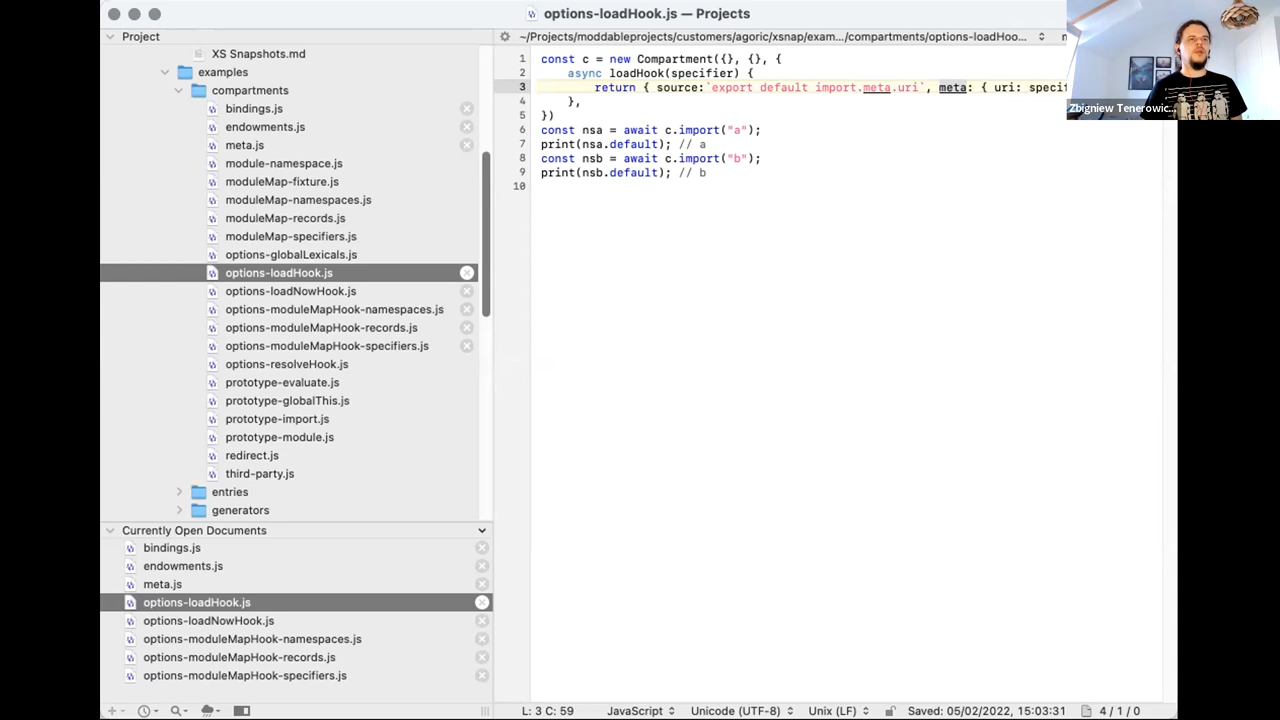 options-loadHook.js — Projects
Project
~/Projects/moddableprojects/customers/agoric/xsnap/exam.../compartments/options-loadHoo...
XS Snapshots.md
examples
compartments
bindings.js
endowments.js
meta.js
module-namespace.js
moduleMap-fixture.js
moduleMap-namespaces.js
moduleMap-records.js
moduleMap-specifiers.js
options-globalLexicals.js
options-loadHook.js
options-loadNowHook.js
options-moduleMapHook-namespaces.js
options-moduleMapHook-records.js
options-moduleMapHook-specifiers.js
options-resolveHook.js
prototype-evaluate.js
prototype-globalThis.js
prototype-import.js
prototype-module.js
redirect.js
third-party.js
entries
generators
Currently Open Documents
bindings.js
endowments.js
meta.js
options-loadHook.js
options-loadNowHook.js
options-moduleMapHook-namespaces.js
options-moduleMapHook-records.js
options-moduleMapHook-specifiers.js
1 const c = new Compartment({}, {}, {
2 async loadHook(specifier) {
3 return { source:`export default import.meta.uri`, meta: { uri: specif
4 },
5 })
6 const nsa = await c.import("a");
7 print(nsa.default); // a
8 const nsb = await c.import("b");
9 print(nsb.default); // b
10
Zbigniew Tenerowic...
L: 3 C: 59 JavaScript Unicode (UTF-8) Unix (LF) Saved: 05/02/2022, 15:03:31 4 / 1 / 0